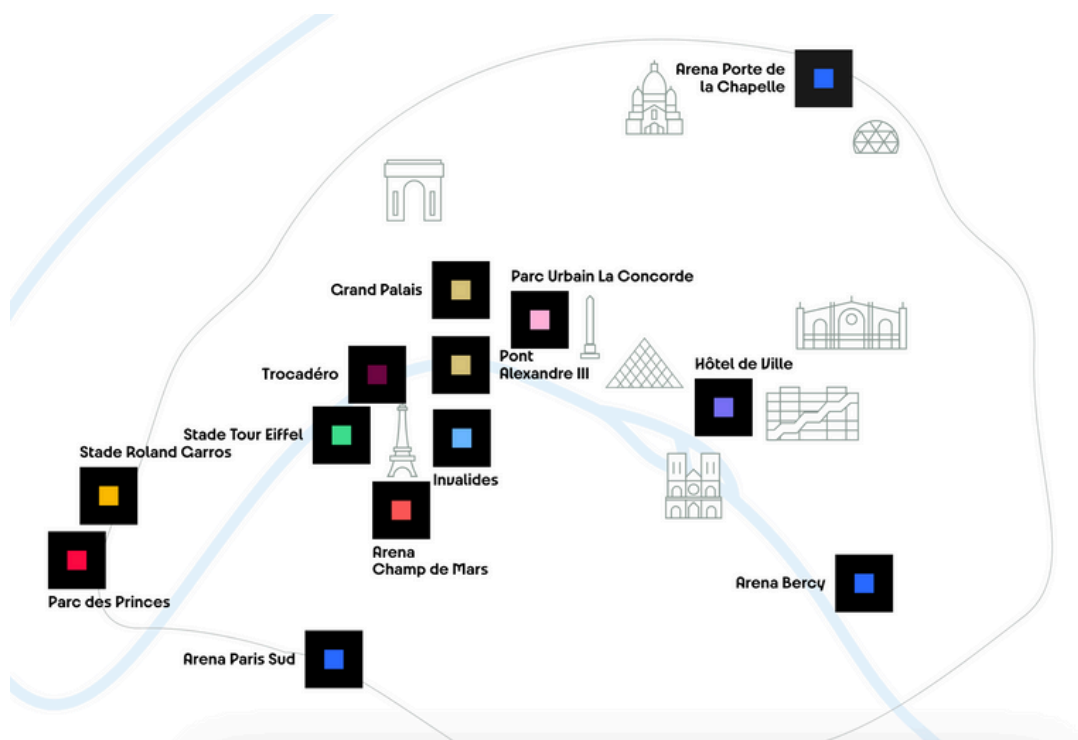 Arena Porte de
la Chapelle
Parc Urbain La Concorde
Grand Palais
Pont
Alexandre III
Hôtel de Ville
Trocadéro
Stade Tour Eiffel
Stade Roland Garros
Invalides
Arena
Champ de Mars
Arena Bercy
Parc des Princes
Arena Paris Sud